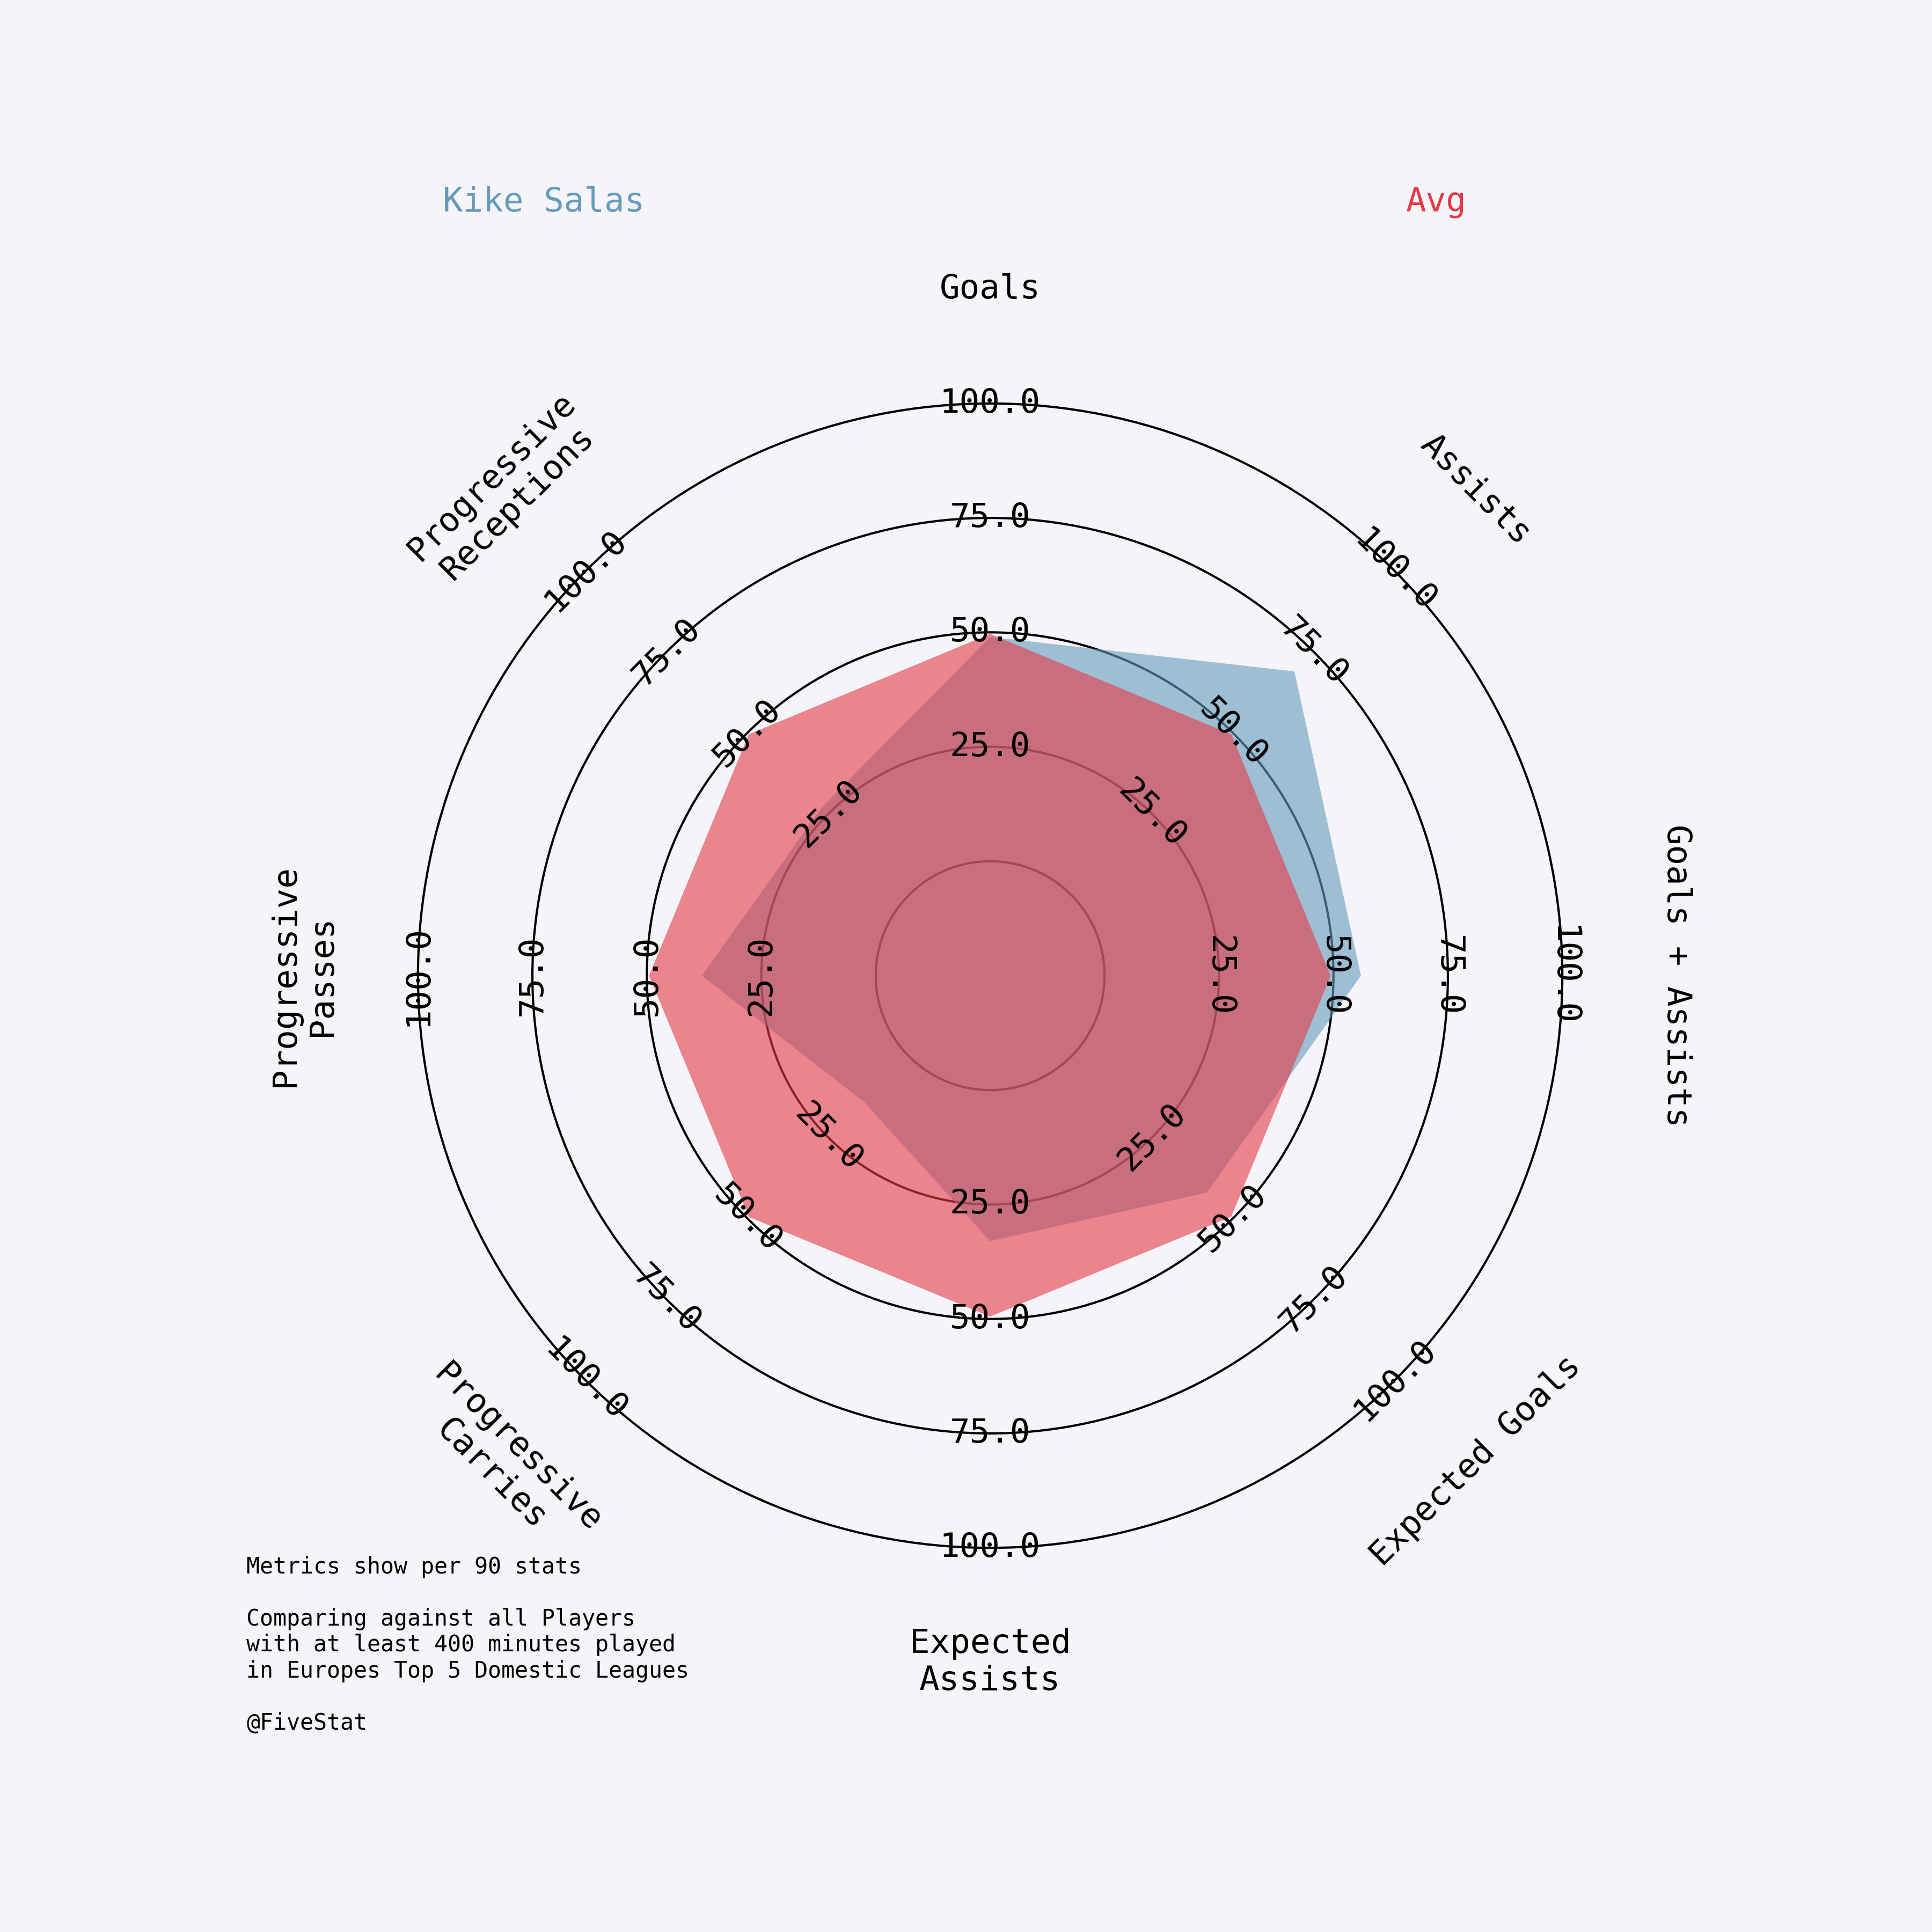 Kike Salas
Avg
Goals
Assists
Goals + Assists
Expected Goals
Expected
Assists
Progressive
Carries
Progressive
Passes
Progressive
Receptions
25.0
50.0
75.0
100.0
25.0
50.0
75.0
100.0
25.0
50.0
75.0
100.0
25.0
50.0
75.0
100.0
25.0
50.0
75.0
100.0
25.0
50.0
75.0
100.0
25.0
50.0
75.0
100.0
25.0
50.0
75.0
100.0
Metrics show per 90 stats
Comparing against all Players
with at least 400 minutes played
in Europes Top 5 Domestic Leagues
@FiveStat